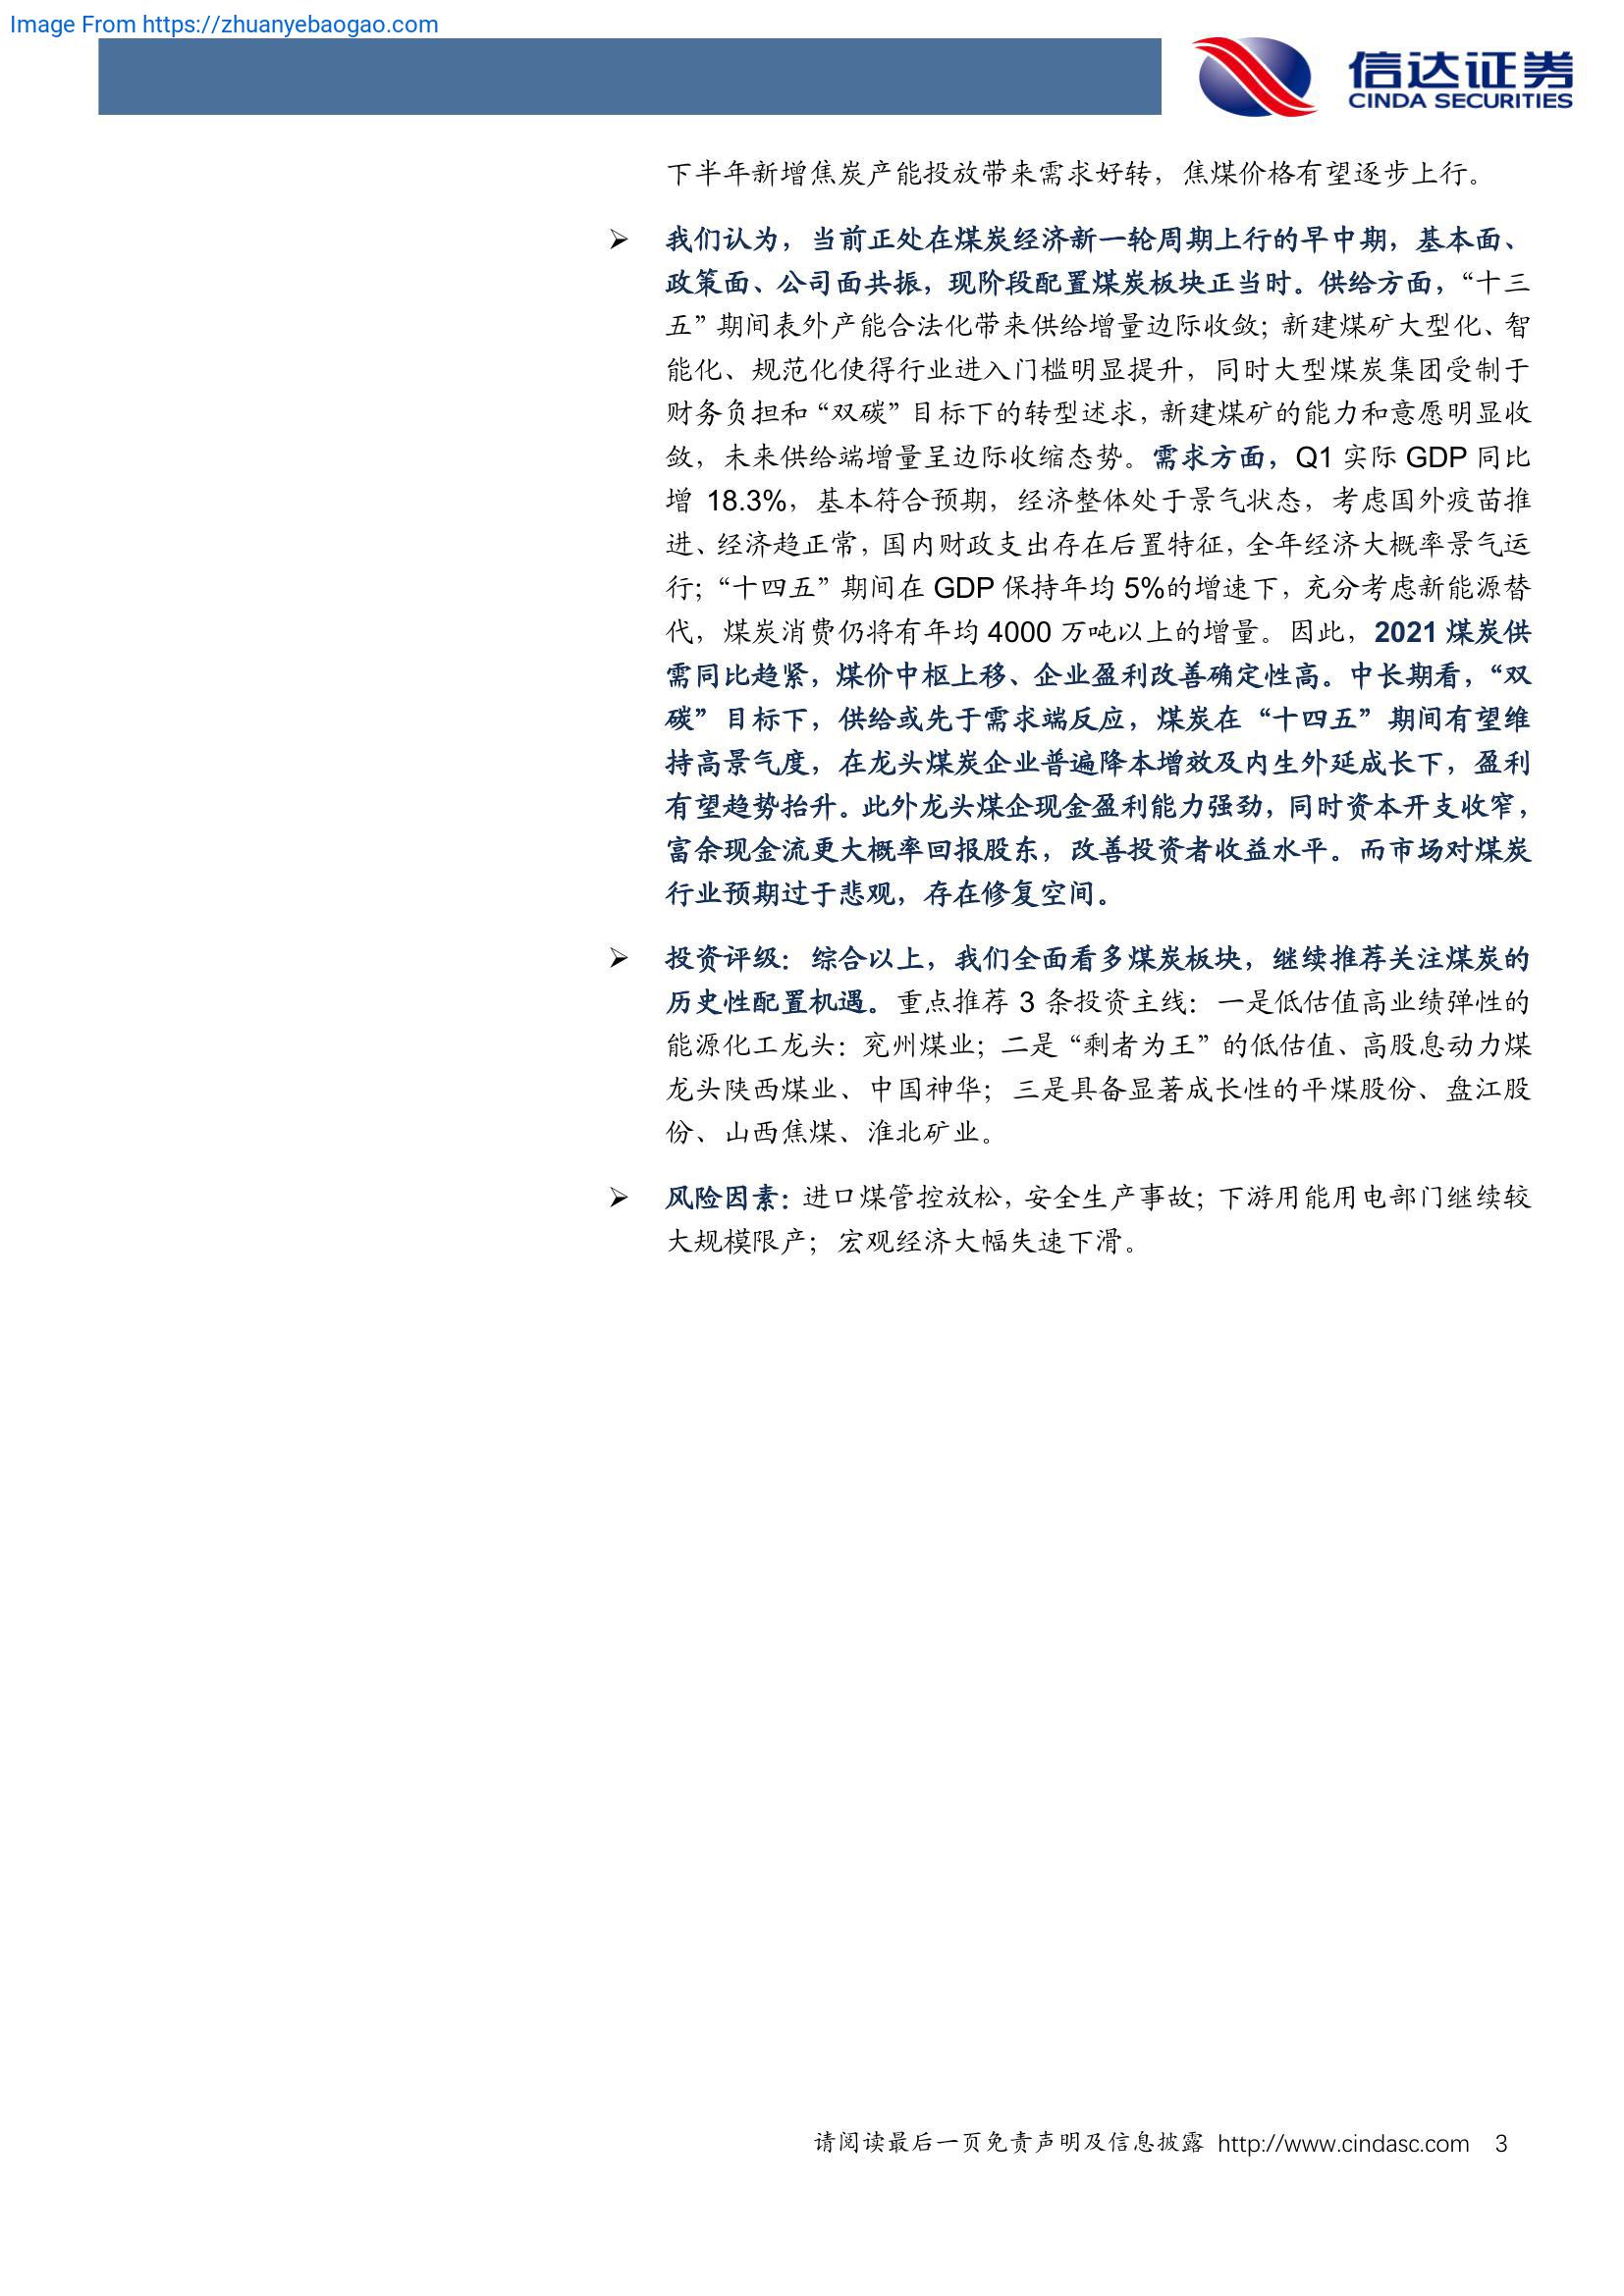 Image From https://zhuanyebaogao.com
信达证券
CINDA SECURITIES
下半年新增焦炭产能投放带来需求好转，焦煤价格有望逐步上行。
➢ 我们认为，当前正处在煤炭经济新一轮周期上行的早中期，基本面、
政策面、公司面共振，现阶段配置煤炭板块正当时。供给方面，“十三
五”期间表外产能合法化带来供给增量边际收敛；新建煤矿大型化、智
能化、规范化使得行业进入门槛明显提升，同时大型煤炭集团受制于
财务负担和“双碳”目标下的转型述求，新建煤矿的能力和意愿明显收
敛，未来供给端增量呈边际收缩态势。需求方面，Q1 实际 GDP 同比
增 18.3%，基本符合预期，经济整体处于景气状态，考虑国外疫苗推
进、经济趋正常，国内财政支出存在后置特征，全年经济大概率景气运
行；“十四五”期间在 GDP 保持年均 5%的增速下，充分考虑新能源替
代，煤炭消费仍将有年均 4000 万吨以上的增量。因此，2021 煤炭供
需同比趋紧，煤价中枢上移、企业盈利改善确定性高。中长期看，“双
碳”目标下，供给或先于需求端反应，煤炭在“十四五”期间有望维
持高景气度，在龙头煤炭企业普遍降本增效及内生外延成长下，盈利
有望趋势抬升。此外龙头煤企现金盈利能力强劲，同时资本开支收窄，
富余现金流更大概率回报股东，改善投资者收益水平。而市场对煤炭
行业预期过于悲观，存在修复空间。
➢ 投资评级：综合以上，我们全面看多煤炭板块，继续推荐关注煤炭的
历史性配置机遇。重点推荐 3 条投资主线：一是低估值高业绩弹性的
能源化工龙头：兖州煤业；二是“剩者为王”的低估值、高股息动力煤
龙头陕西煤业、中国神华；三是具备显著成长性的平煤股份、盘江股
份、山西焦煤、淮北矿业。
➢ 风险因素：进口煤管控放松，安全生产事故；下游用能用电部门继续较
大规模限产；宏观经济大幅失速下滑。
请阅读最后一页免责声明及信息披露 http://www.cindasc.com 3